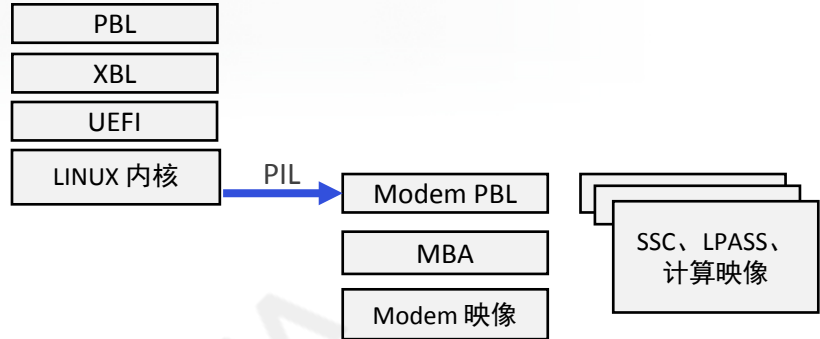 PBL
XBL
UEFI
LINUX 内核
PIL
Modem PBL
MBA
Modem 映像
SSC、LPASS、
计算映像